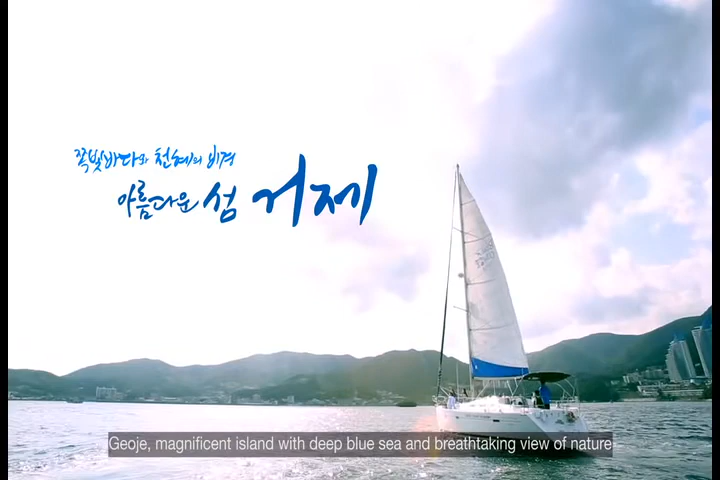 쪽빛바다와 천혜의 비경
아름다운 섬 거제
Geoje, magnificent island with deep blue sea and breathtaking view of nature